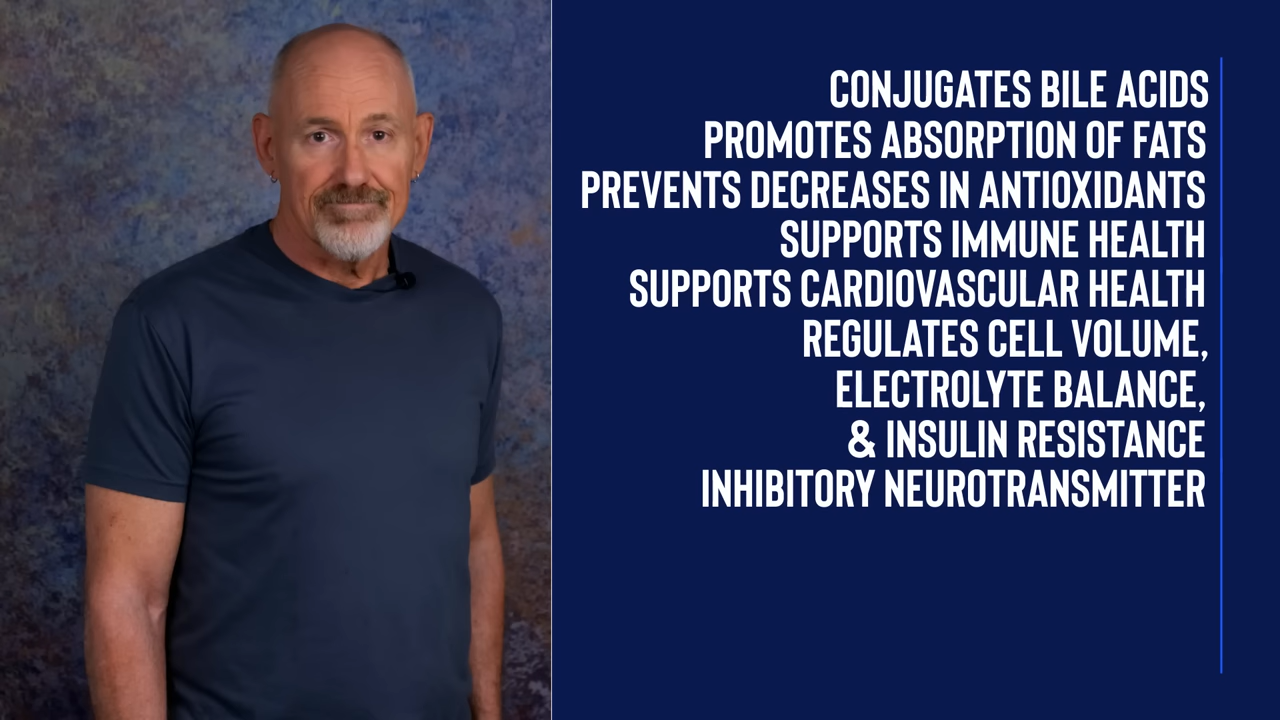 CONJUGATES BILE ACIDS
PROMOTES ABSORPTION OF FATS
PREVENTS DECREASES IN ANTIOXIDANTS
SUPPORTS IMMUNE HEALTH
SUPPORTS CARDIOVASCULAR HEALTH
REGULATES CELL VOLUME,
ELECTROLYTE BALANCE,
& INSULIN RESISTANCE
INHIBITORY NEUROTRANSMITTER